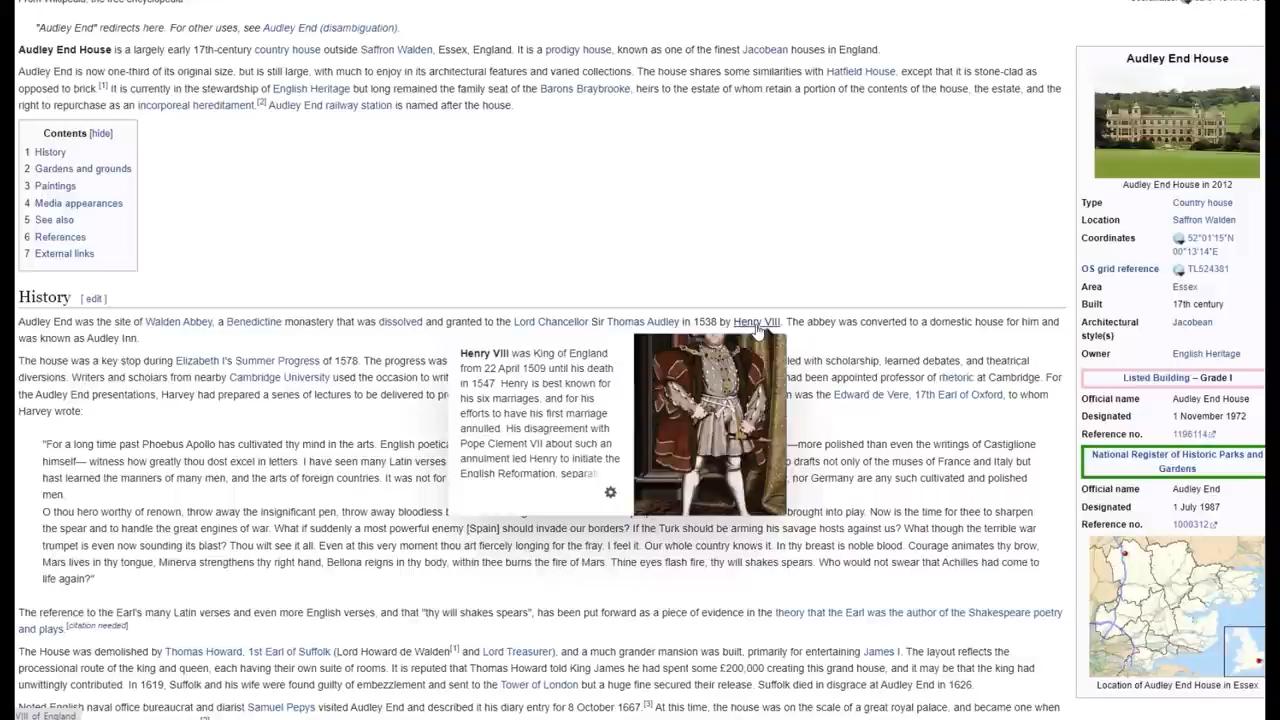 "Audley End" redirects here. For other uses, see Audley End (disambiguation).
Audley End House is a largely early 17th-century country house outside Saffron Walden, Essex, England. It is a prodigy house, known as one of the finest Jacobean houses in England.
Audley End is now one-third of its original size, but is still large, with much to enjoy in its architectural features and varied collections. The house shares some similarities with Hatfield House, except that it is stone-clad as
opposed to brick.[1] It is currently in the stewardship of English Heritage but long remained the family seat of the Barons Braybrooke, heirs to the estate of whom retain a portion of the contents of the house, the estate, and the
right to repurchase as an incorporeal hereditament.[2] Audley End railway station is named after the house.
Contents [hide]
1 History
2 Gardens and grounds
3 Paintings
4 Media appearances
5 See also
6 References
7 External links
History [ edit ]
Audley End was the site of Walden Abbey, a Benedictine monastery that was dissolved and granted to the Lord Chancellor Sir Thomas Audley in 1538 by Henry VIII. The abbey was converted to a domestic house for him and
was known as Audley Inn.
The house was a key stop during Elizabeth I's Summer Progress of 1578. The progress was
led with scholarship, learned debates, and theatrical
diversions. Writers and scholars from nearby Cambridge University used the occasion to writ
had been appointed professor of rhetoric at Cambridge. For
the Audley End presentations, Harvey had prepared a series of lectures to be delivered to pr
the Edward de Vere, 17th Earl of Oxford, to whom
Harvey wrote:
Henry VIII was King of England
from 22 April 1509 until his death
in 1547. Henry is best known for
his six marriages, and for his
efforts to have his first marriage
annulled. His disagreement with
Pope Clement VII about such an
annulment led Henry to initiate the
English Reformation, separat
"For a long time past Phoebus Apollo has cultivated thy mind in the arts. English poetica
—more polished than even the writings of Castiglione
himself— witness how greatly thou dost excel in letters. I have seen many Latin verses
drafts not only of the muses of France and Italy but
hast learned the manners of many men, and the arts of foreign countries. It was not for
nor Germany are any such cultivated and polished
men.
O thou hero worthy of renown, throw away the insignificant pen, throw away bloodless b
brought into play. Now is the time for thee to sharpen
the spear and to handle the great engines of war. What if suddenly a most powerful enemy [Spain] should invade our borders? If the Turk should be arming his savage hosts against us? What though the terrible war
trumpet is even now sounding its blast? Thou wilt see it all. Even at this very moment thou art fiercely longing for the fray. I feel it. Our whole country knows it. In thy breast is noble blood. Courage animates thy brow,
Mars lives in thy tongue, Minerva strengthens thy right hand, Bellona reigns in thy body, within thee burns the fire of Mars. Thine eyes flash fire, thy will shakes spears. Who would not swear that Achilles had come to
life again?"
The reference to the Earl's many Latin verses and even more English verses, and that "thy will shakes spears", has been put forward as a piece of evidence in the theory that the Earl was the author of the Shakespeare poetry
and plays.[citation needed]
The House was demolished by Thomas Howard, 1st Earl of Suffolk (Lord Howard de Walden[1] and Lord Treasurer), and a much grander mansion was built, primarily for entertaining James I. The layout reflects the
processional route of the king and queen, each having their own suite of rooms. It is reputed that Thomas Howard told King James he had spent some £200,000 creating this grand house, and it may be that the king had
unwittingly contributed. In 1619, Suffolk and his wife were found guilty of embezzlement and sent to the Tower of London but a huge fine secured their release. Suffolk died in disgrace at Audley End in 1626.
Noted English naval office bureaucrat and diarist Samuel Pepys visited Audley End and described it his diary entry for 8 October 1667.[3] At this time, the house was on the scale of a great royal palace, and became one when
VIII_of_England
Audley End House
Audley End House in 2012
Type Country house
Location Saffron Walden
Coordinates 52°01′15″N
00°13′14″E
OS grid reference TL524381
Area Essex
Built 17th century
Architectural Jacobean
style(s)
Owner English Heritage
Listed Building – Grade I
Official name Audley End House
Designated 1 November 1972
Reference no. 1196114
National Register of Historic Parks and
Gardens
Official name Audley End
Designated 1 July 1987
Reference no. 1000312
Location of Audley End House in Essex